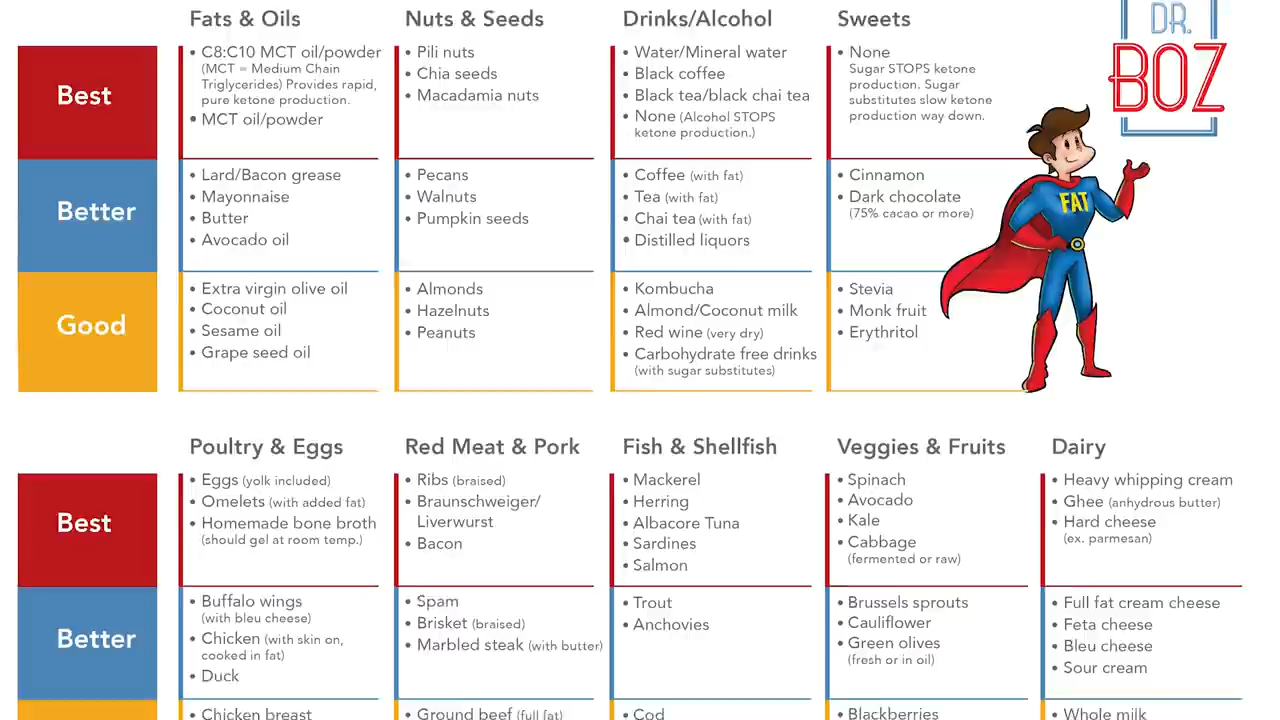 Fats & Oils
Nuts & Seeds
Drinks/Alcohol
Sweets
DR.
BOZ
Best
• C8:C10 MCT oil/powder
(MCT = Medium Chain
Triglycerides) Provides rapid,
pure ketone production.
• MCT oil/powder
• Pili nuts
• Chia seeds
• Macadamia nuts
• Water/Mineral water
• Black coffee
• Black tea/black chai tea
• None (Alcohol STOPS
ketone production.)
• None
Sugar STOPS ketone
production. Sugar
substitutes slow ketone
production way down.
Better
• Lard/Bacon grease
• Mayonnaise
• Butter
• Avocado oil
• Pecans
• Walnuts
• Pumpkin seeds
• Coffee (with fat)
• Tea (with fat)
• Chai tea (with fat)
• Distilled liquors
• Cinnamon
• Dark chocolate
(75% cacao or more)
FAT
Good
• Extra virgin olive oil
• Coconut oil
• Sesame oil
• Grape seed oil
• Almonds
• Hazelnuts
• Peanuts
• Kombucha
• Almond/Coconut milk
• Red wine (very dry)
• Carbohydrate free drinks
(with sugar substitutes)
• Stevia
• Monk fruit
• Erythritol
Poultry & Eggs
Red Meat & Pork
Fish & Shellfish
Veggies & Fruits
Dairy
Best
• Eggs (yolk included)
• Omelets (with added fat)
• Homemade bone broth
(should gel at room temp.)
• Ribs (braised)
• Braunschweiger/
Liverwurst
• Bacon
• Mackerel
• Herring
• Albacore Tuna
• Sardines
• Salmon
• Spinach
• Avocado
• Kale
• Cabbage
(fermented or raw)
• Heavy whipping cream
• Ghee (anhydrous butter)
• Hard cheese
(ex. parmesan)
Better
• Buffalo wings
(with bleu cheese)
• Chicken (with skin on,
cooked in fat)
• Duck
• Spam
• Brisket (braised)
• Marbled steak (with butter)
• Trout
• Anchovies
• Brussels sprouts
• Cauliflower
• Green olives
(fresh or in oil)
• Full fat cream cheese
• Feta cheese
• Bleu cheese
• Sour cream
• Chicken breast
• Ground beef (full fat)
• Cod
• Blackberries
• Whole milk